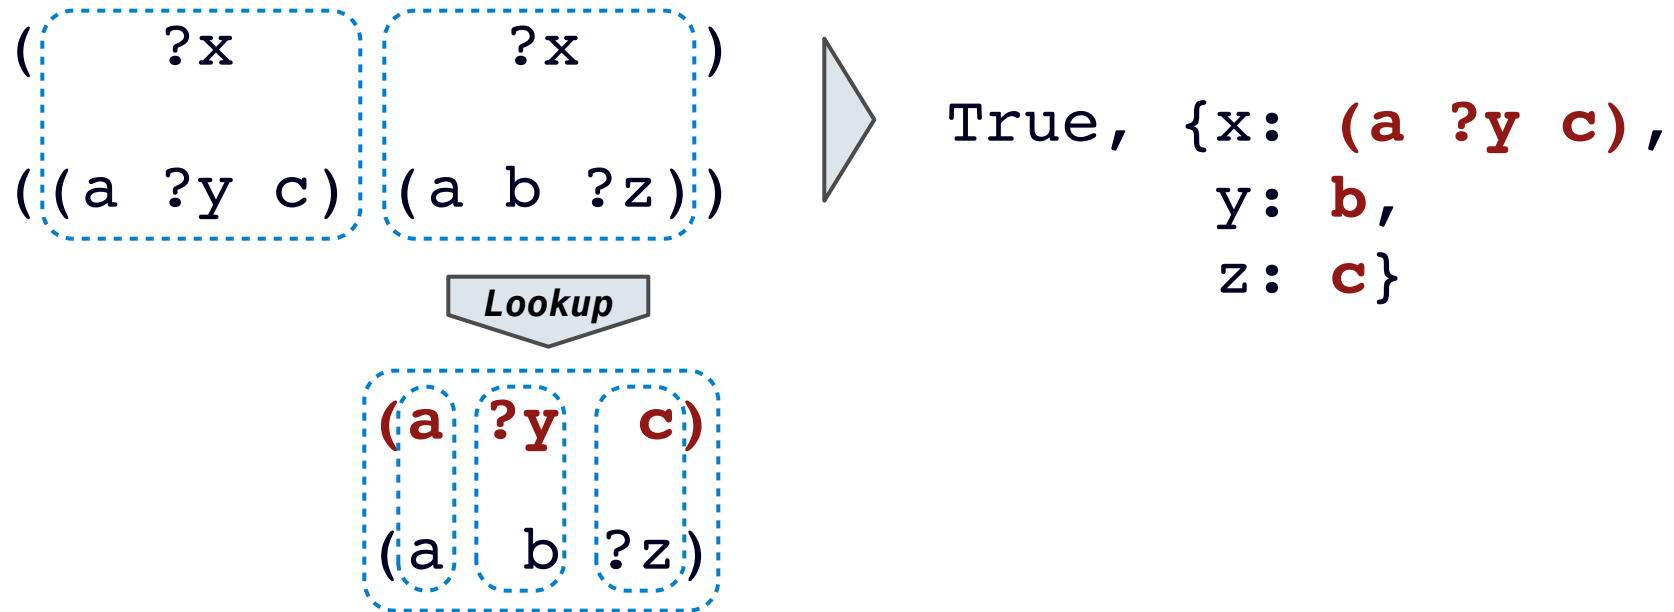 ( ?x ?x )
((a ?y c) (a b ?z))
Lookup
(a ?y c)
(a b ?z)
True, {x: (a ?y c),
y: b,
z: c}